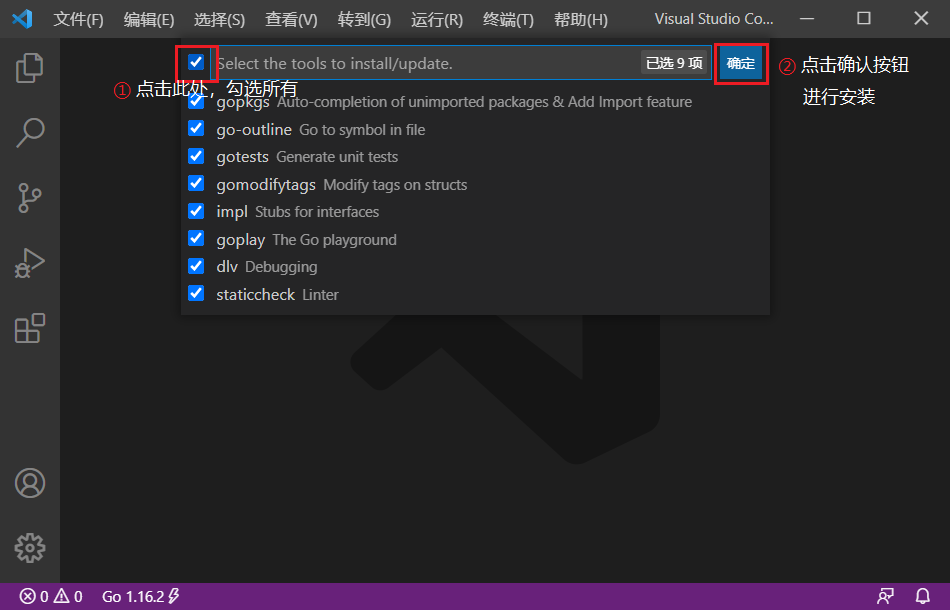 文件(F) 编辑(E) 选择(S) 查看(V) 转到(G) 运行(R) 终端(T) 帮助(H) Visual Studio Co...
Select the tools to install/update. 已选 9 项 确定
② 点击确认按钮
进行安装
① 点击此处，勾选所有
gopkgs Auto-completion of unimported packages & Add Import feature
go-outline Go to symbol in file
gotests Generate unit tests
gomodifytags Modify tags on structs
impl Stubs for interfaces
goplay The Go playground
dlv Debugging
staticcheck Linter
0 0 Go 1.16.2